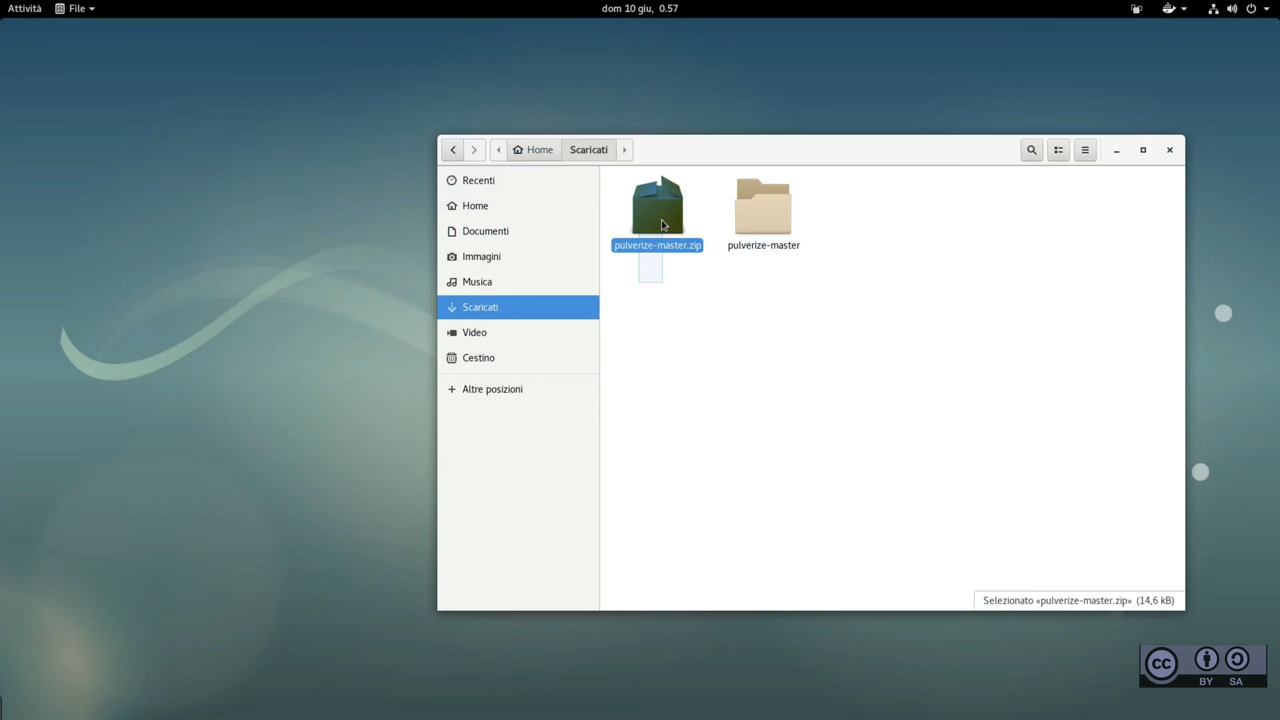 Attività
File
dom 10 giu, 0.57
Home
Scaricati
Recenti
Home
Documenti
Immagini
Musica
Scaricati
Video
Cestino
Altre posizioni
pulverize-master.zip
pulverize-master
Selezionato «pulverize-master.zip» (14,6 kB)
cc
BY SA